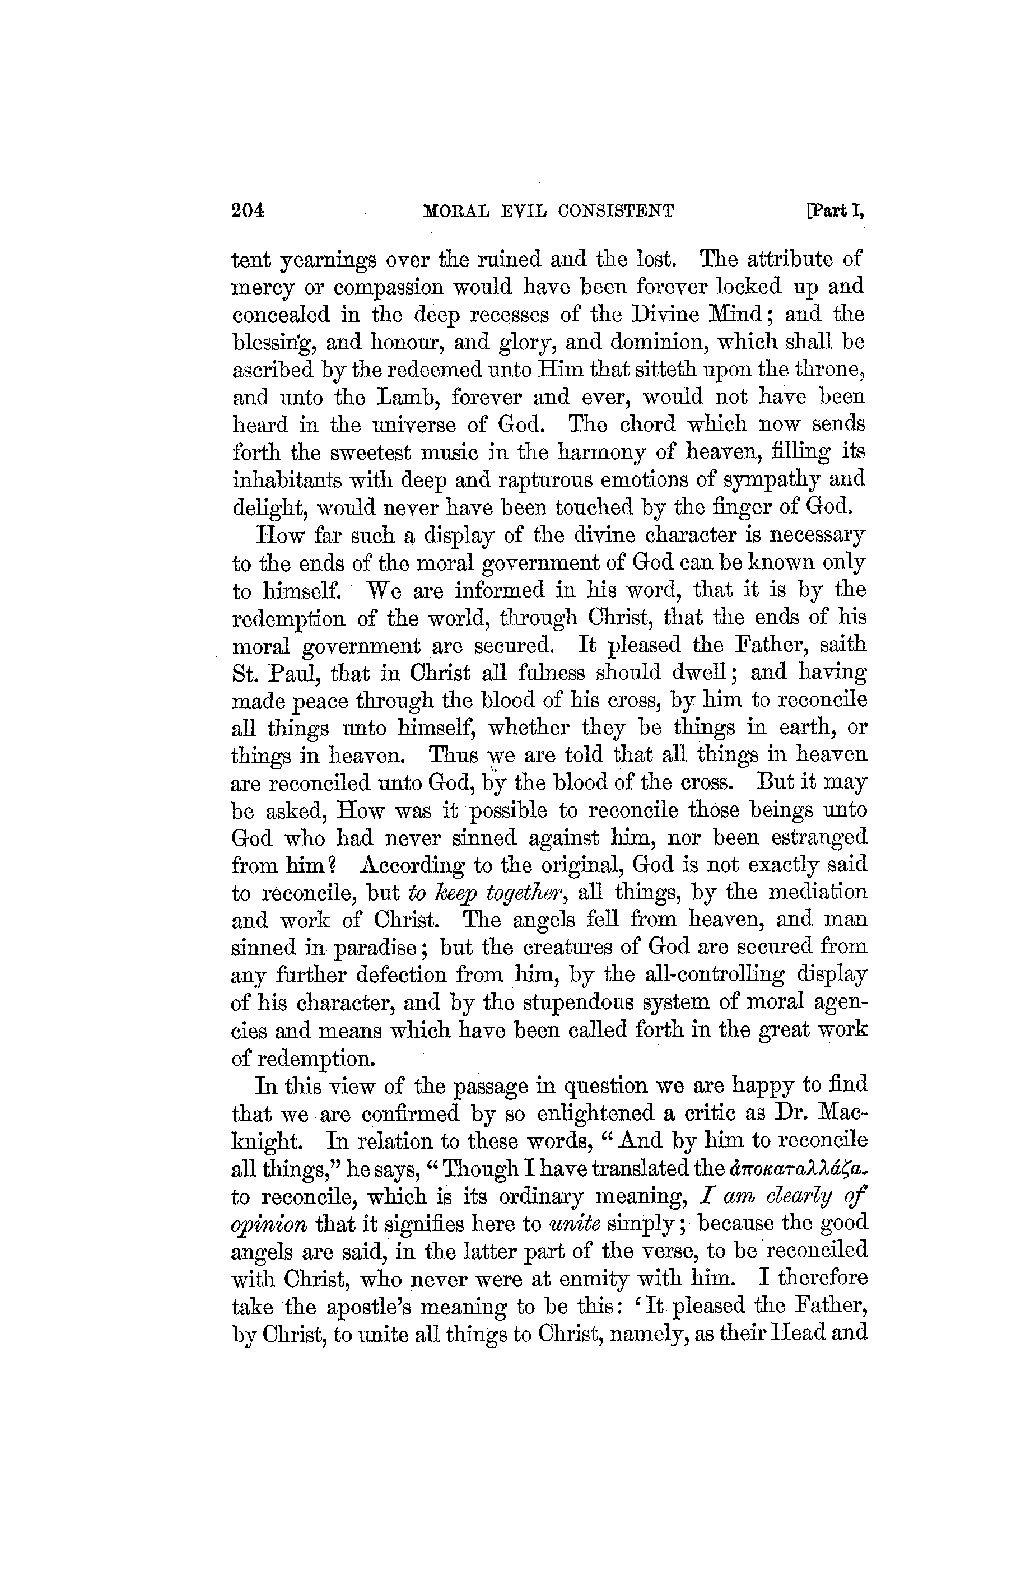 204 MORAL EVIL CONSISTENT [Part I,
tent yearnings over the ruined and the lost. The attribute of
mercy or compassion would have been forever locked up and
concealed in the deep recesses of the Divine Mind; and the
blessing, and honour, and glory, and dominion, which shall be
ascribed by the redeemed unto Him that sitteth upon the throne,
and unto the Lamb, forever and ever, would not have been
heard in the universe of God. The chord which now sends
forth the sweetest music in the harmony of heaven, filling its
inhabitants with deep and rapturous emotions of sympathy and
delight, would never have been touched by the finger of God.
How far such a display of the divine character is necessary
to the ends of the moral government of God can be known only
to himself. We are informed in his word, that it is by the
redemption of the world, through Christ, that the ends of his
moral government are secured. It pleased the Father, saith
St. Paul, that in Christ all fulness should dwell; and having
made peace through the blood of his cross, by him to reconcile
all things unto himself, whether they be things in earth, or
things in heaven. Thus we are told that all things in heaven
are reconciled unto God, by the blood of the cross. But it may
be asked, How was it possible to reconcile those beings unto
God who had never sinned against him, nor been estranged
from him? According to the original, God is not exactly said
to reconcile, but to keep together, all things, by the mediation
and work of Christ. The angels fell from heaven, and man
sinned in paradise; but the creatures of God are secured from
any further defection from him, by the all-controlling display
of his character, and by the stupendous system of moral agen-
cies and means which have been called forth in the great work
of redemption.
In this view of the passage in question we are happy to find
that we are confirmed by so enlightened a critic as Dr. Mac-
knight. In relation to these words, “ And by him to reconcile
all things,” he says, “ Though I have translated the ἀποκαταλλάζα.
to reconcile, which is its ordinary meaning, I am clearly of
opinion that it signifies here to unite simply; because the good
angels are said, in the latter part of the verse, to be reconciled
with Christ, who never were at enmity with him. I therefore
take the apostle’s meaning to be this: ‘It pleased the Father,
by Christ, to unite all things to Christ, namely, as their Head and